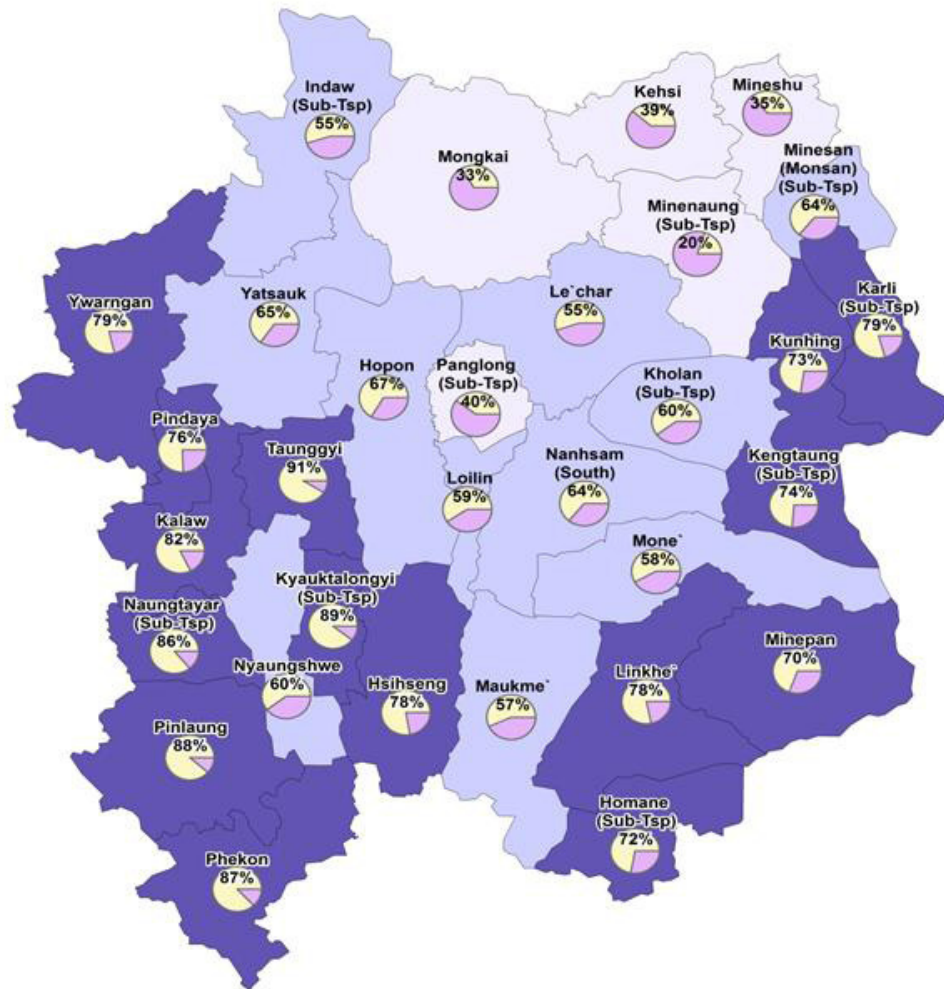 Indaw
(Sub-Tsp)
55%
Kehsi
39%
Mineshu
35%
Mongkai
33%
Minesan
(Monsan)
(Sub-Tsp)
64%
Minenaung
(Sub-Tsp)
20%
Ywarngan
79%
Yatsauk
65%
Le`char
55%
Karli
(Sub-Tsp)
79%
Kunhing
73%
Hopon
67%
Panglong
(Sub-Tsp)
40%
Kholan
(Sub-Tsp)
60%
Pindaya
76%
Taunggyi
91%
Loilin
59%
Nanhsam
(South)
64%
Kengtaung
(Sub-Tsp)
74%
Kalaw
82%
Mone`
58%
Kyauktalongyi
(Sub-Tsp)
89%
Naungtayar
(Sub-Tsp)
86%
Nyaungshwe
60%
Hsihseng
78%
Maukme`
57%
Linkhe`
78%
Minepan
70%
Pinlaung
88%
Homane
(Sub-Tsp)
72%
Phekon
87%